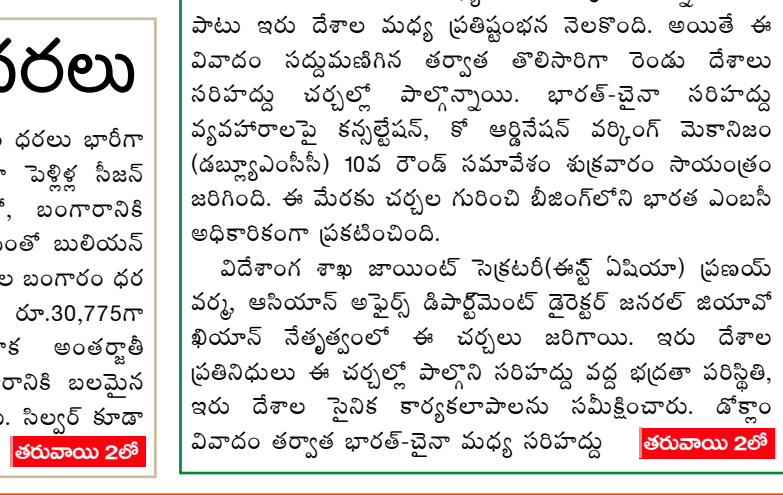 ధరలు భారీగా
పెళ్లిళ్ల సీజన్
బంగారానికి
బులియన్
బంగారం ధర
రూ.30,775గా
అంతర్జాతీ
బలమైన
సిల్వర్ కూడా
తరువాయి 2లో
పాటు ఇరు దేశాల మధ్య ప్రతిష్టంభన నెలకొంది. అయితే ఈ
వివాదం సద్దుమణిగిన తర్వాత తొలిసారిగా రెండు దేశాలు
సరిహద్దు చర్చల్లో పాల్గొన్నాయి. భారత్-చైనా సరిహద్దు
వ్యవహారాలపై కన్సల్టేషన్, కో ఆర్డినేషన్ వర్కింగ్ మెకానిజం
(డబ్ల్యూఎంసీసీ) 10వ రౌండ్ సమావేశం శుక్రవారం సాయంత్రం
జరిగింది. ఈ మేరకు చర్చల గురించి బీజింగ్‌లోని భారత ఎంబసీ
అధికారికంగా ప్రకటించింది.
విదేశాంగ శాఖ జాయింట్ సెక్రటరీ(ఈస్ట్ ఏషియా) ప్రణయ్
వర్మ, ఆసియాన్ అఫైర్స్ డిపార్ట్‌మెంట్ డైరెక్టర్ జనరల్ జియావో
ఖియాన్ నేతృత్వంలో ఈ చర్చలు జరిగాయి. ఇరు దేశాల
ప్రతినిధులు ఈ చర్చల్లో పాల్గొని సరిహద్దు వద్ద భద్రతా పరిస్థితి,
ఇరు దేశాల సైనిక కార్యకలాపాలను సమీక్షించారు. డోక్లాం
వివాదం తర్వాత భారత్-చైనా మధ్య సరిహద్దు తరువాయి 2లో